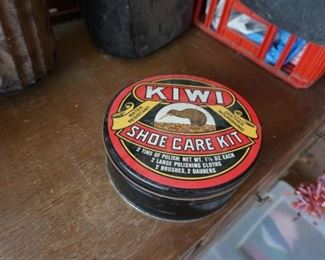 KIWI
SHOE CARE KIT
2 TINS OF POLISH: NET WT. 1⅛ OZ. EACH
2 LARGE POLISHING CLOTHS
2 BRUSHES, 2 DAUBERS